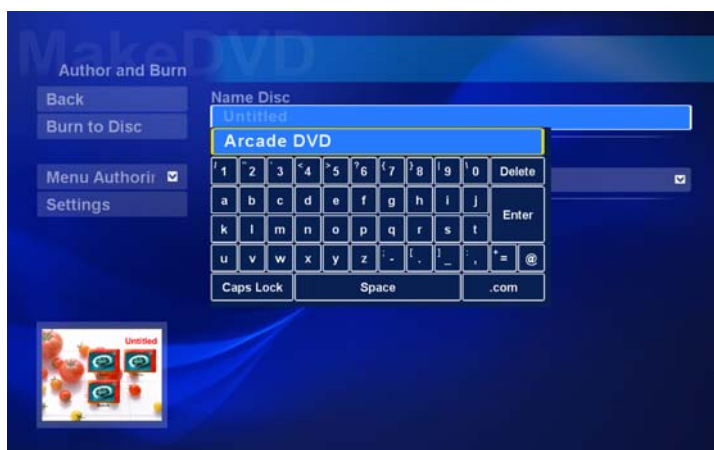 MakeDVD
Author and Burn
Back
Burn to Disc
Menu Authorir
Settings
Name Disc
Untitled
Arcade DVD
1 2 3 4 5 6 7 8 9 0 Delete
a b c d e f g h i j
Enter
k l m n o p q r s t
u v w x y z - . _ , = @
Caps Lock Space .com
Untitled